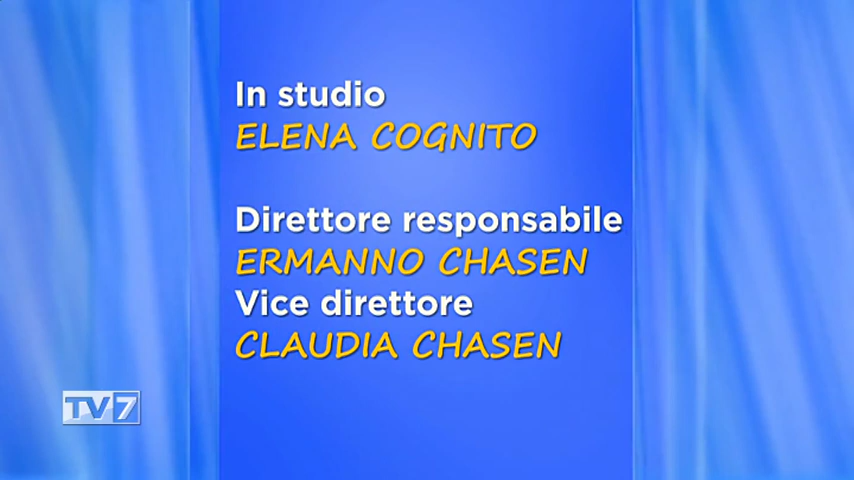 In studio
ELENA COGNITO
Direttore responsabile
ERMANNO CHASEN
Vice direttore
CLAUDIA CHASEN
TV7